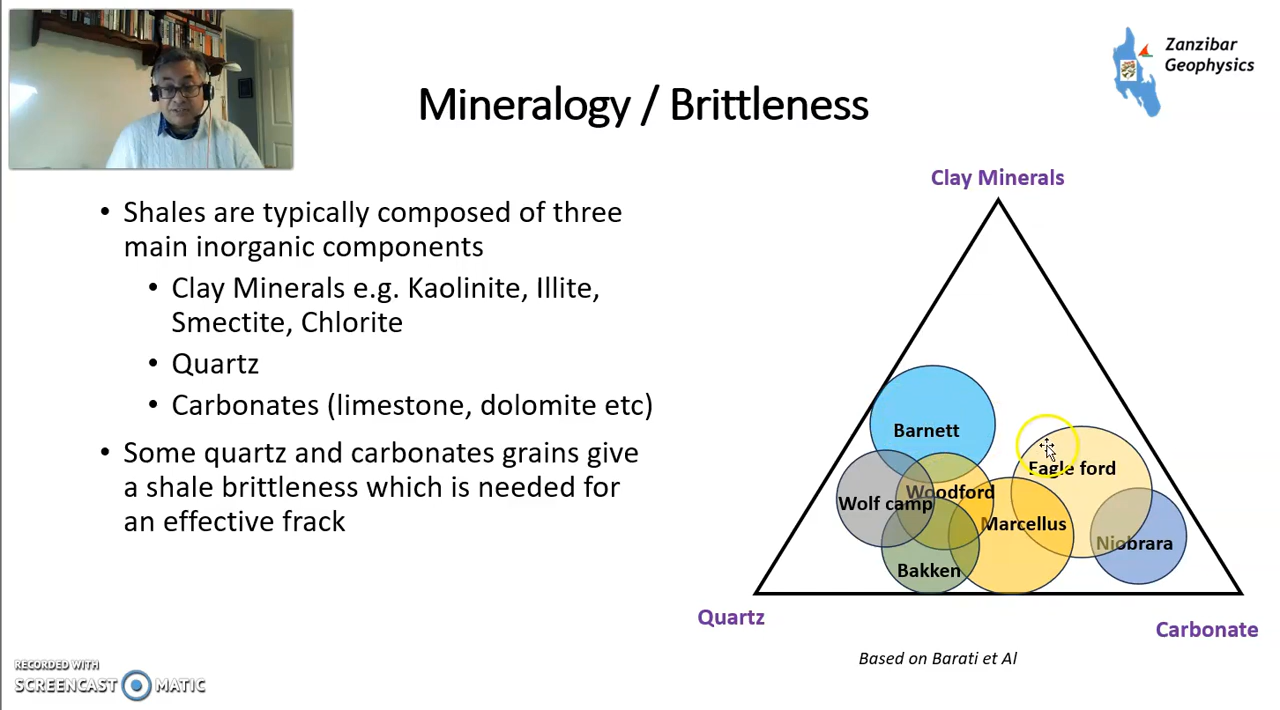 Zanzibar
Geophysics
Mineralogy / Brittleness
• Shales are typically composed of three
main inorganic components
• Clay Minerals e.g. Kaolinite, Illite,
Smectite, Chlorite
• Quartz
• Carbonates (limestone, dolomite etc)
• Some quartz and carbonates grains give
a shale brittleness which is needed for
an effective frack
Clay Minerals
Barnett
Eagle ford
Woodford
Wolf camp
Marcellus
Niobrara
Bakken
Quartz
Carbonate
Based on Barati et Al
RECORDED WITH
SCREENCAST MATIC